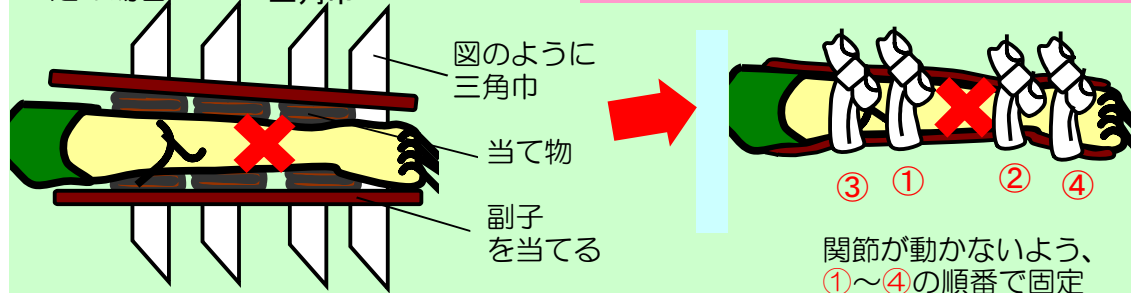 図のように
三角巾
当て物
副子
を当てる
③
①
②
④
関節が動かないよう、
①~④の順番で固定